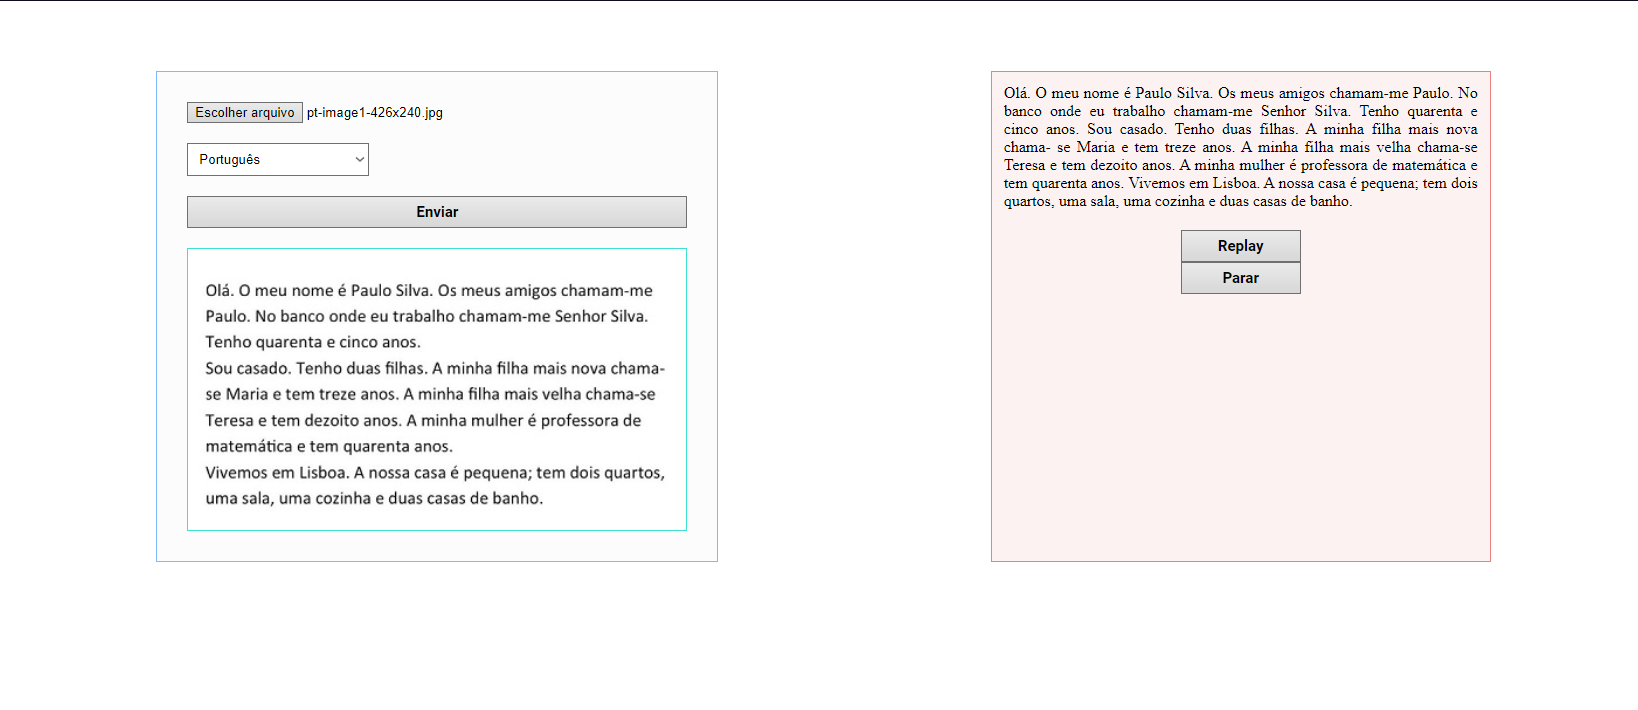 Escolher arquivo pt-image1-426x240.jpg
Português
Enviar
Olá. O meu nome é Paulo Silva. Os meus amigos chamam-me
Paulo. No banco onde eu trabalho chamam-me Senhor Silva.
Tenho quarenta e cinco anos.
Sou casado. Tenho duas filhas. A minha filha mais nova chama-
se Maria e tem treze anos. A minha filha mais velha chama-se
Teresa e tem dezoito anos. A minha mulher é professora de
matemática e tem quarenta anos.
Vivemos em Lisboa. A nossa casa é pequena; tem dois quartos,
uma sala, uma cozinha e duas casas de banho.
Olá. O meu nome é Paulo Silva. Os meus amigos chamam-me Paulo. No
banco onde eu trabalho chamam-me Senhor Silva. Tenho quarenta e
cinco anos. Sou casado. Tenho duas filhas. A minha filha mais nova
chama- se Maria e tem treze anos. A minha filha mais velha chama-se
Teresa e tem dezoito anos. A minha mulher é professora de matemática e
tem quarenta anos. Vivemos em Lisboa. A nossa casa é pequena; tem dois
quartos, uma sala, uma cozinha e duas casas de banho.
Replay
Parar